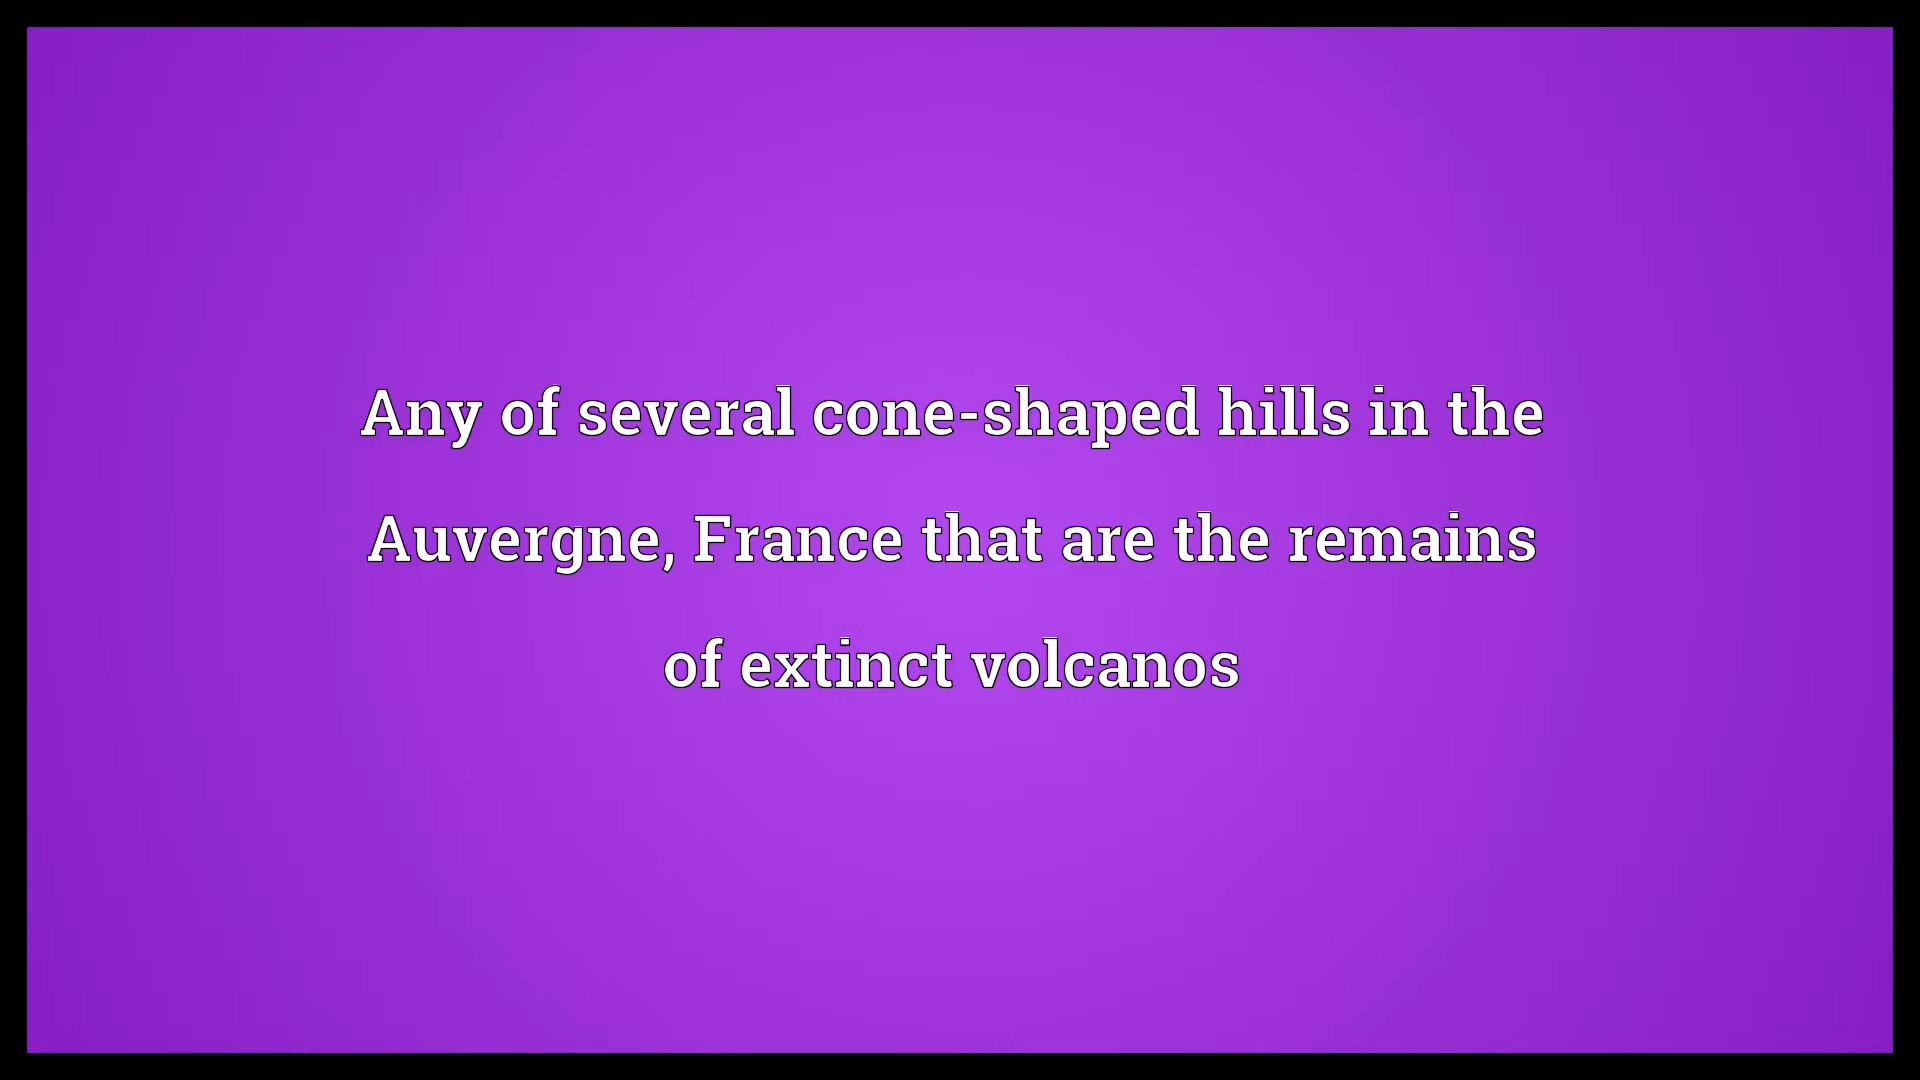 Any of several cone-shaped hills in the
Auvergne, France that are the remains
of extinct volcanos